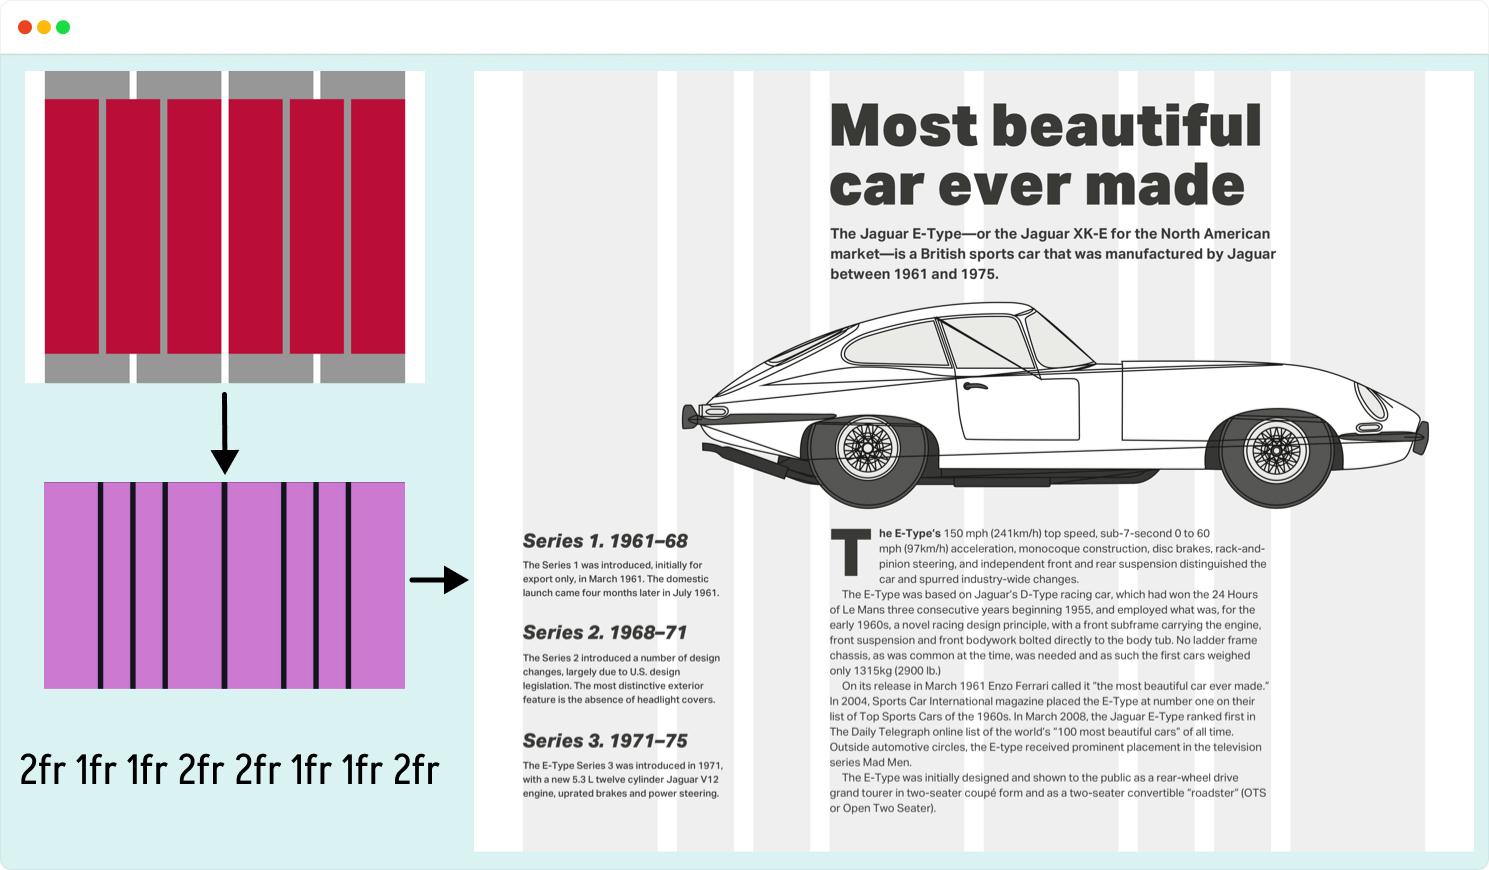 2fr 1fr 1fr 2fr 2fr 1fr 1fr 2fr
Most beautiful
car ever made
The Jaguar E-Type—or the Jaguar XK-E for the North American
market—is a British sports car that was manufactured by Jaguar
between 1961 and 1975.
Series 1. 1961–68
The Series 1 was introduced, initially for
export only, in March 1961. The domestic
launch came four months later in July 1961.
Series 2. 1968–71
The Series 2 introduced a number of design
changes, largely due to U.S. design
legislation. The most distinctive exterior
feature is the absence of headlight covers.
Series 3. 1971–75
The E-Type Series 3 was introduced in 1971,
with a new 5.3 L twelve cylinder Jaguar V12
engine, uprated brakes and power steering.
The E-Type’s 150 mph (241km/h) top speed, sub-7-second 0 to 60
mph (97km/h) acceleration, monocoque construction, disc brakes, rack-and-
pinion steering, and independent front and rear suspension distinguished the
car and spurred industry-wide changes.
The E-Type was based on Jaguar’s D-Type racing car, which had won the 24 Hours
of Le Mans three consecutive years beginning 1955, and employed what was, for the
early 1960s, a novel racing design principle, with a front subframe carrying the engine,
front suspension and front bodywork bolted directly to the body tub. No ladder frame
chassis, as was common at the time, was needed and as such the first cars weighed
only 1315kg (2900 lb.)
On its release in March 1961 Enzo Ferrari called it “the most beautiful car ever made.”
In 2004, Sports Car International magazine placed the E-Type at number one on their
list of Top Sports Cars of the 1960s. In March 2008, the Jaguar E-Type ranked first in
The Daily Telegraph online list of the world’s “100 most beautiful cars” of all time.
Outside automotive circles, the E-type received prominent placement in the television
series Mad Men.
The E-Type was initially designed and shown to the public as a rear-wheel drive
grand tourer in two-seater coupé form and as a two-seater convertible “roadster” (OTS
or Open Two Seater).